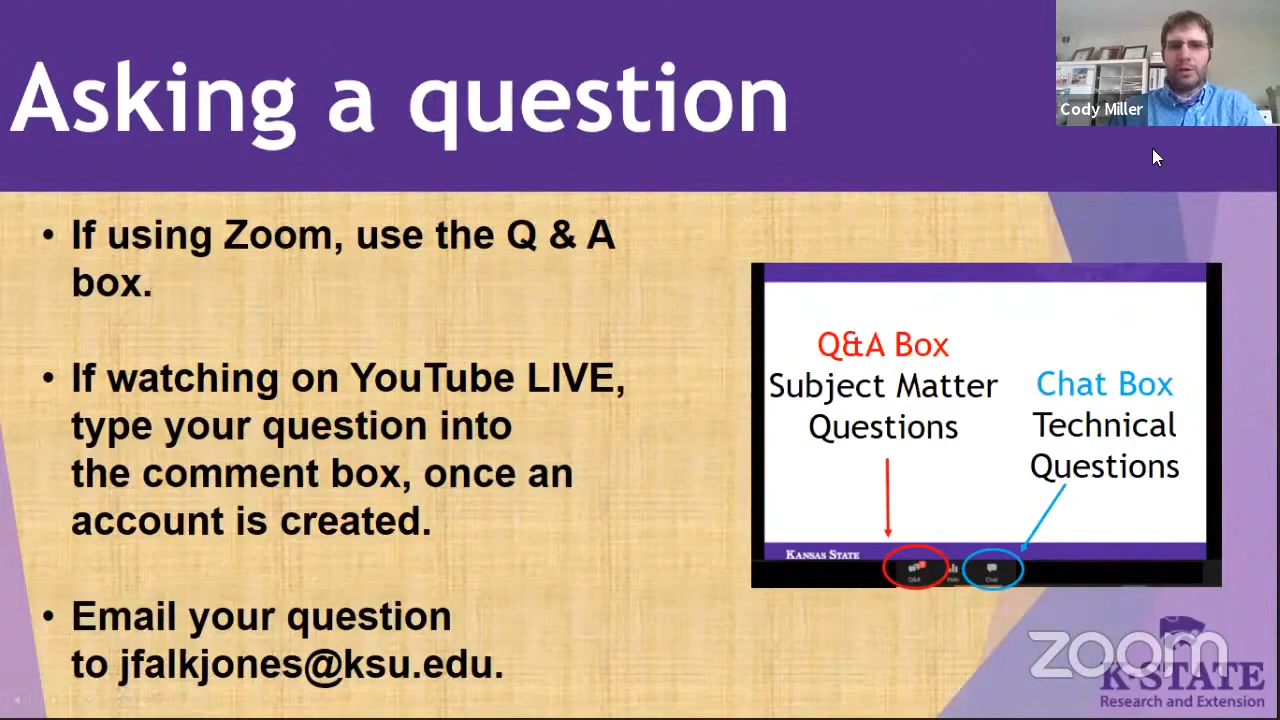 Asking a question
Cody Miller
• If using Zoom, use the Q & A
box.
• If watching on YouTube LIVE,
type your question into
the comment box, once an
account is created.
• Email your question
to jfalkjones@ksu.edu.
Q&A Box
Subject Matter
Questions
Chat Box
Technical
Questions
KANSAS STATE
Q&A
Chat
zoom
K-STATE
Research and Extension